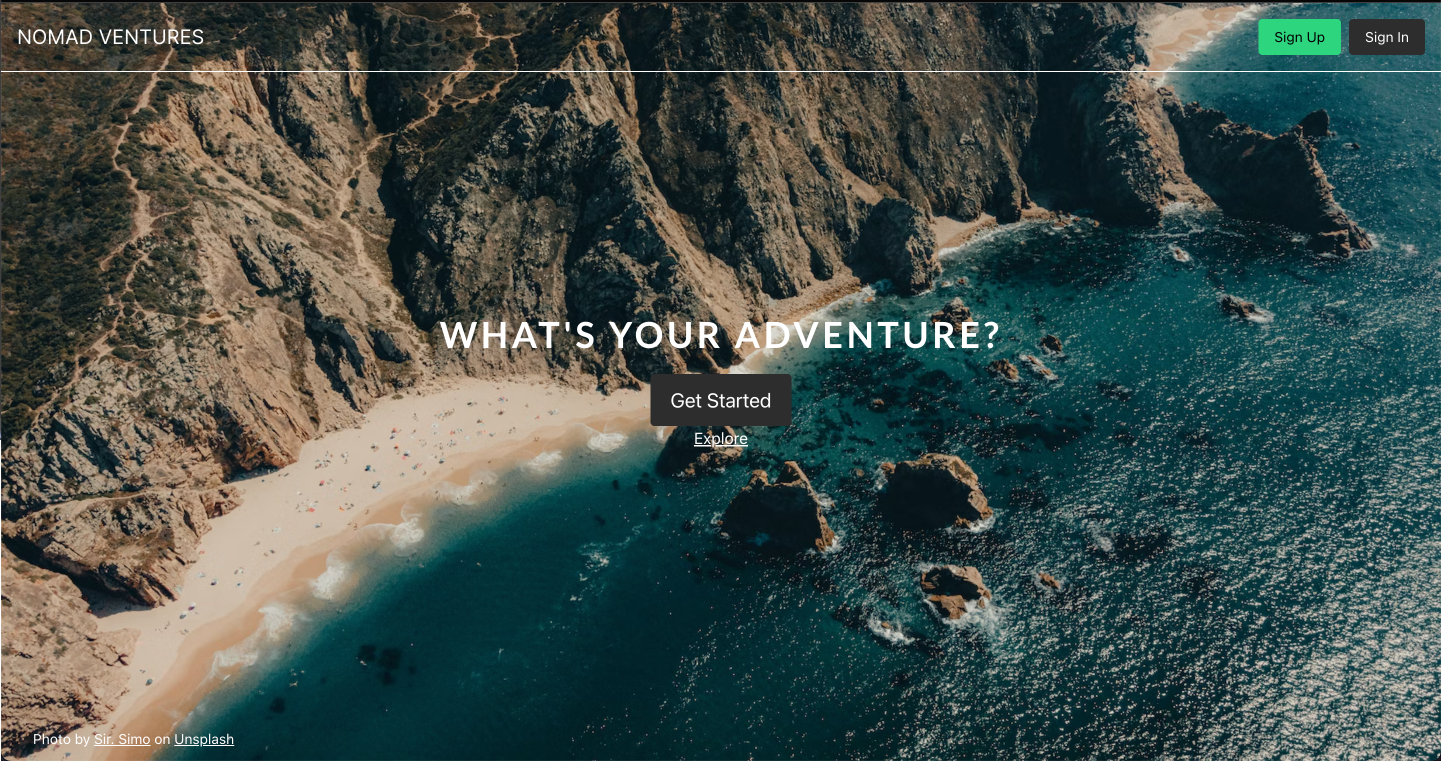 NOMAD VENTURES
Sign Up
Sign In
WHAT'S YOUR ADVENTURE?
Get Started
Explore
Photo by Sir. Simo on Unsplash